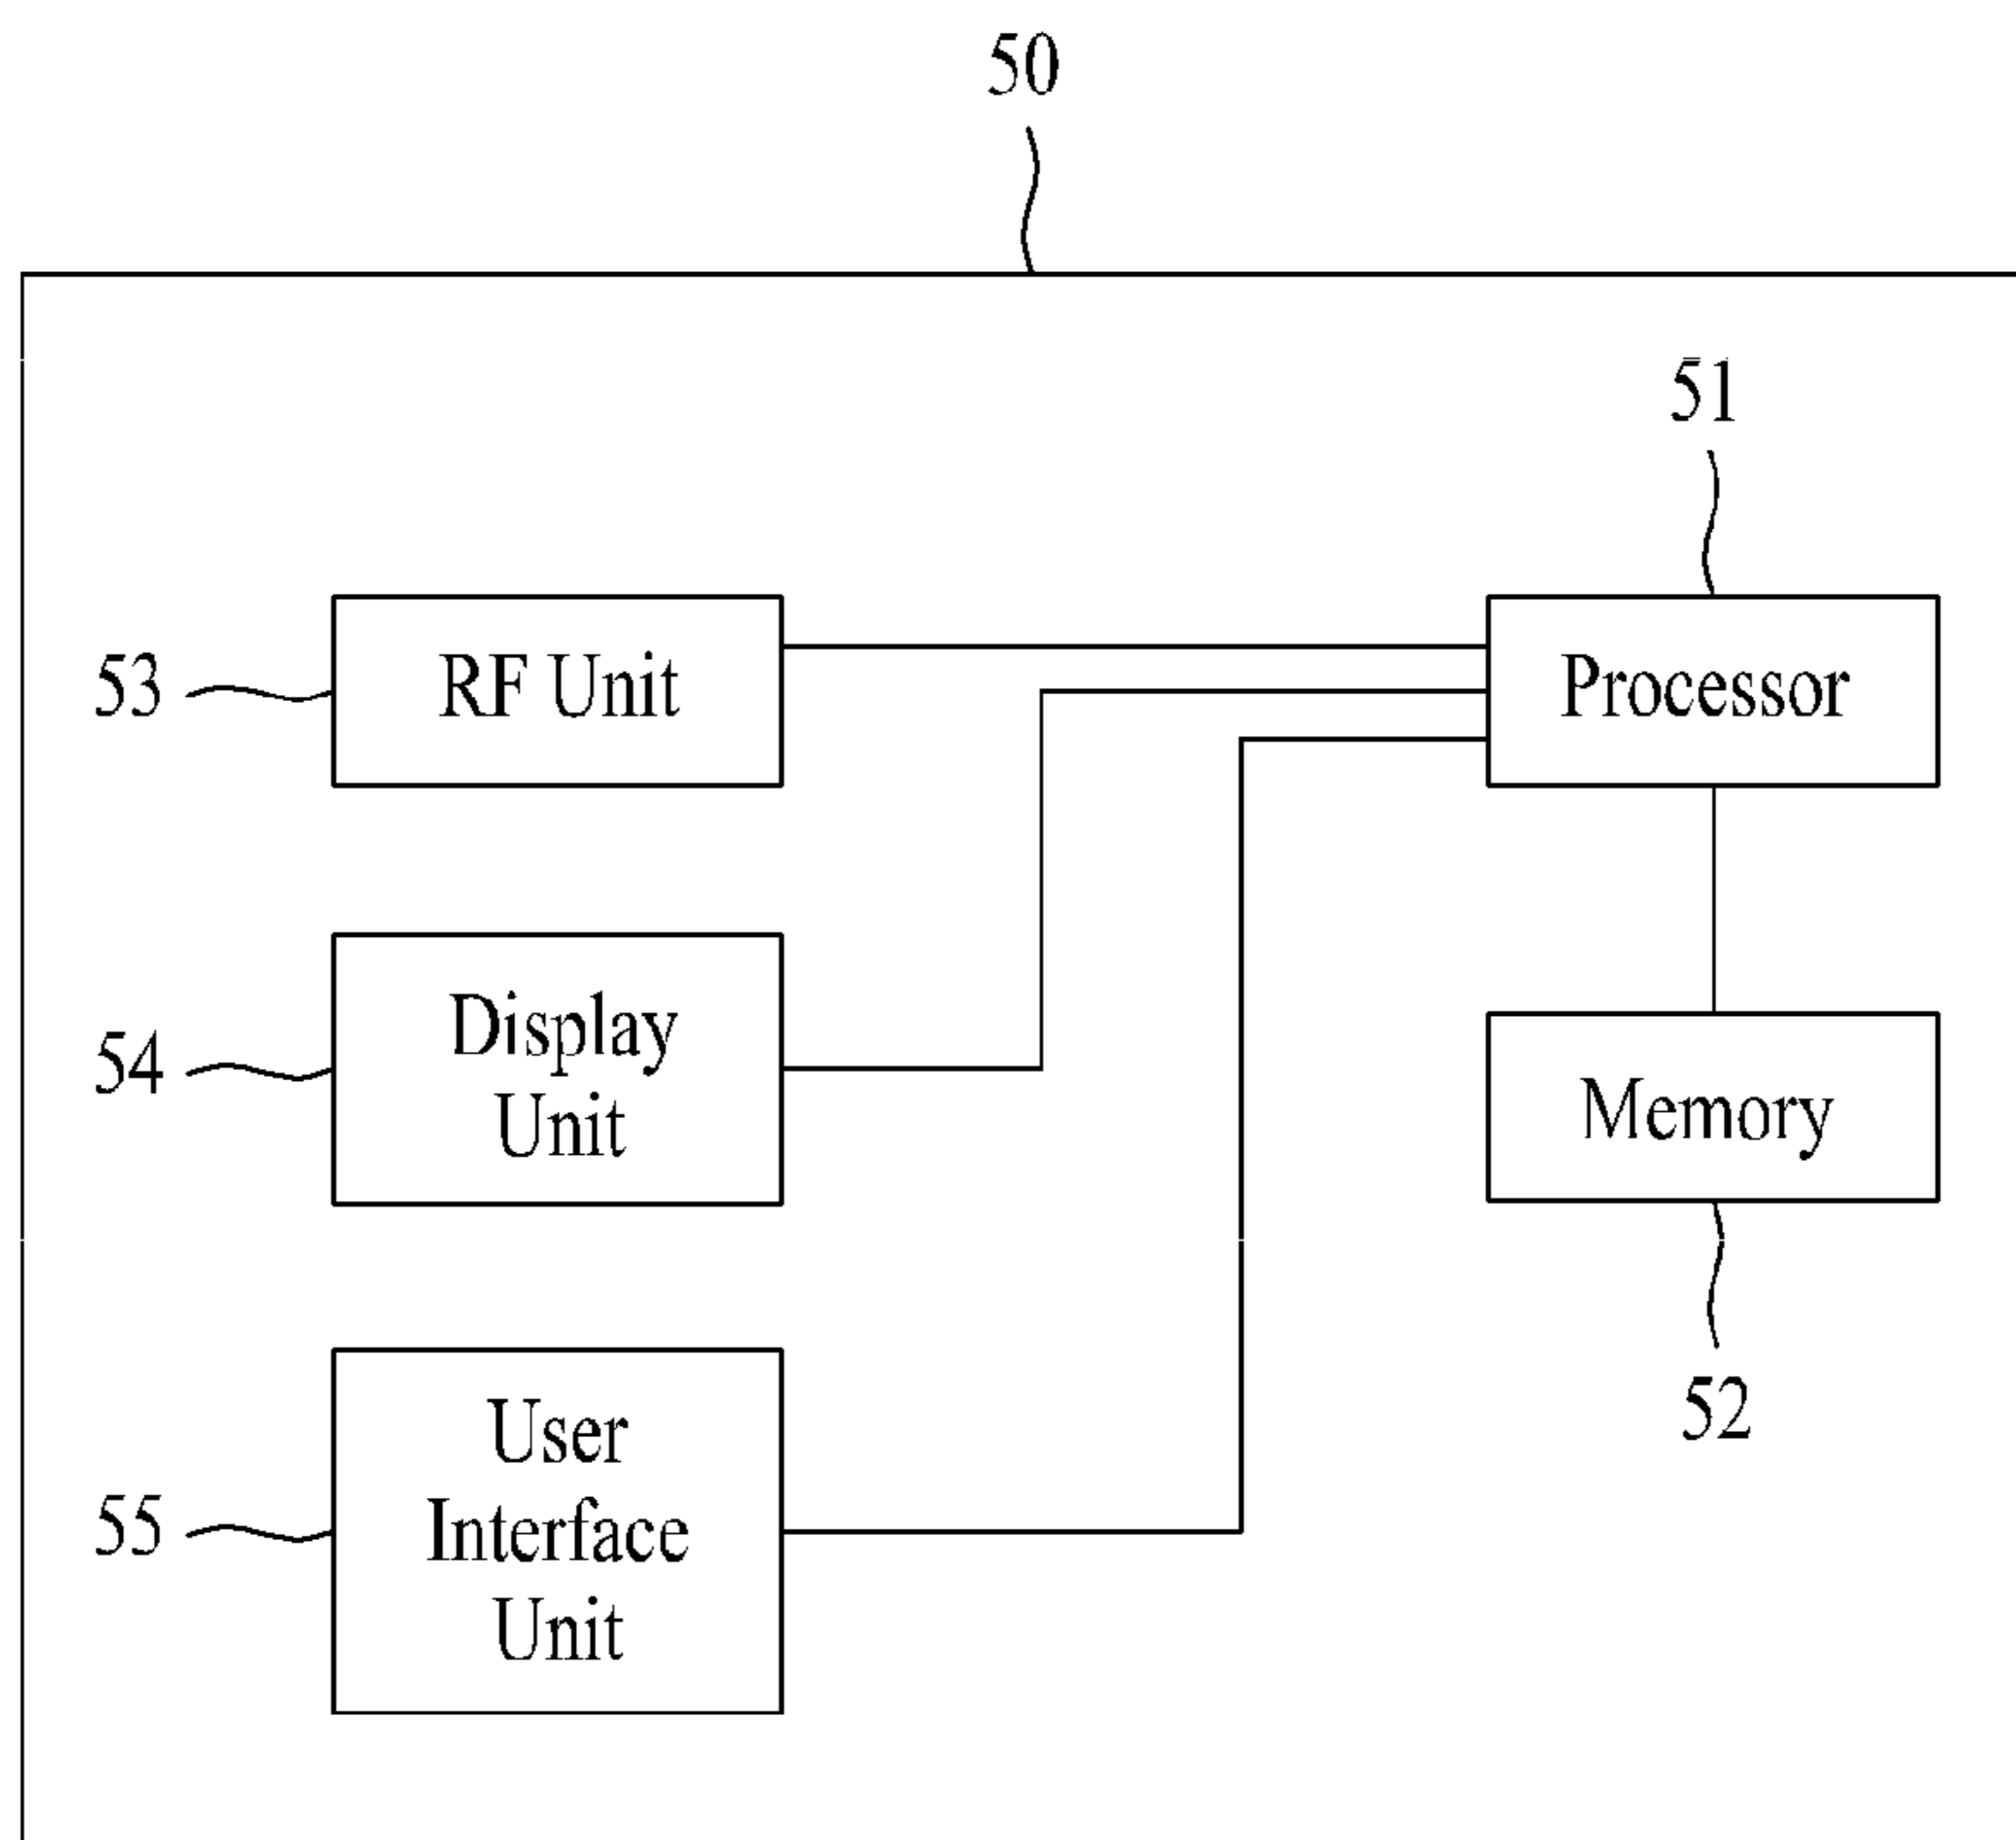 50
51
53
RF Unit
Processor
54
Display
Unit
Memory
52
55
User
Interface
Unit